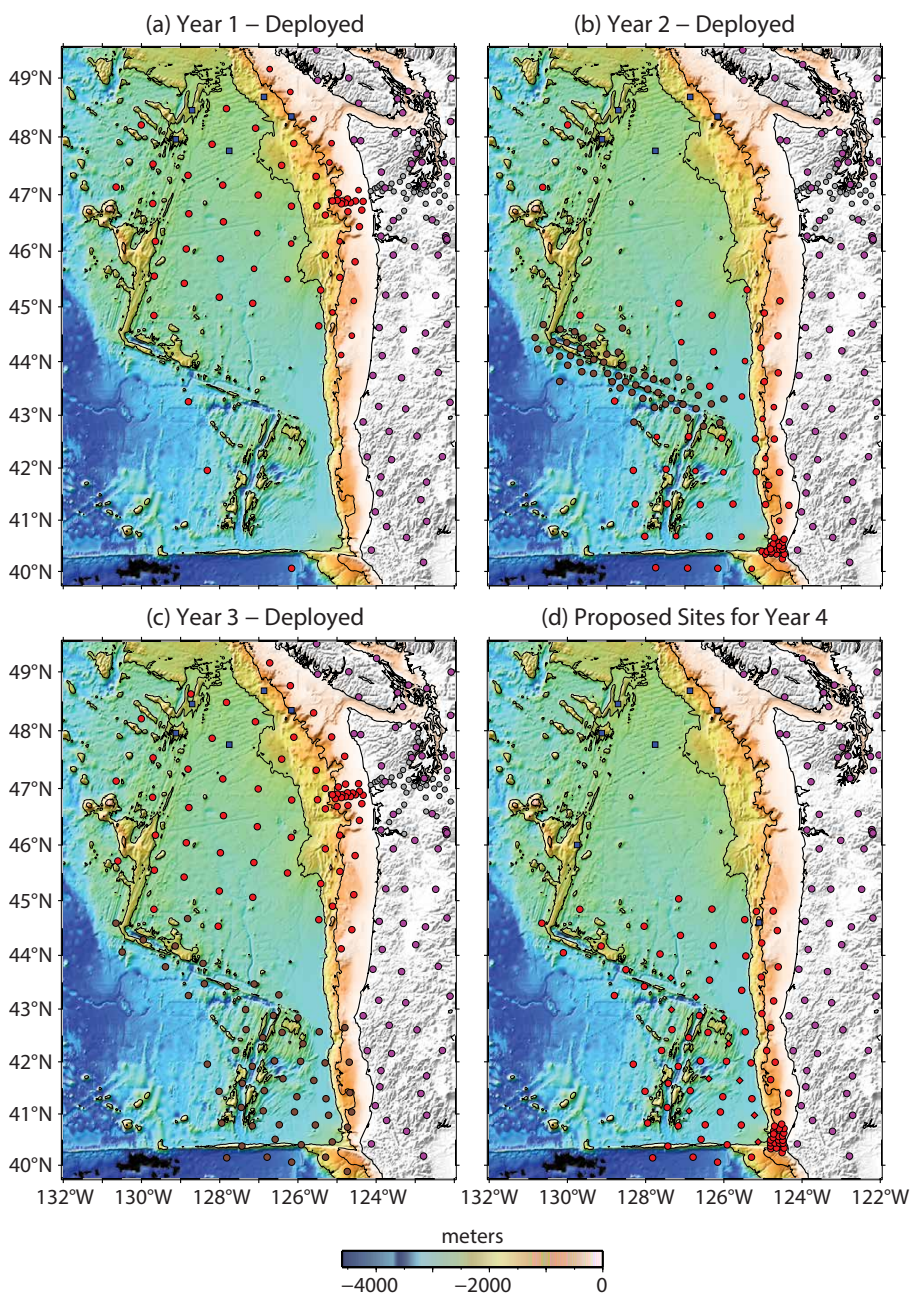 (a) Year 1 – Deployed
(b) Year 2 – Deployed
49°N
48°N
47°N
46°N
45°N
44°N
43°N
42°N
41°N
40°N
(c) Year 3 – Deployed
(d) Proposed Sites for Year 4
49°N
48°N
47°N
46°N
45°N
44°N
43°N
42°N
41°N
40°N
132°W 130°W 128°W 126°W 124°W 132°W 130°W 128°W 126°W 124°W 122°W
meters
−4000 −2000 0